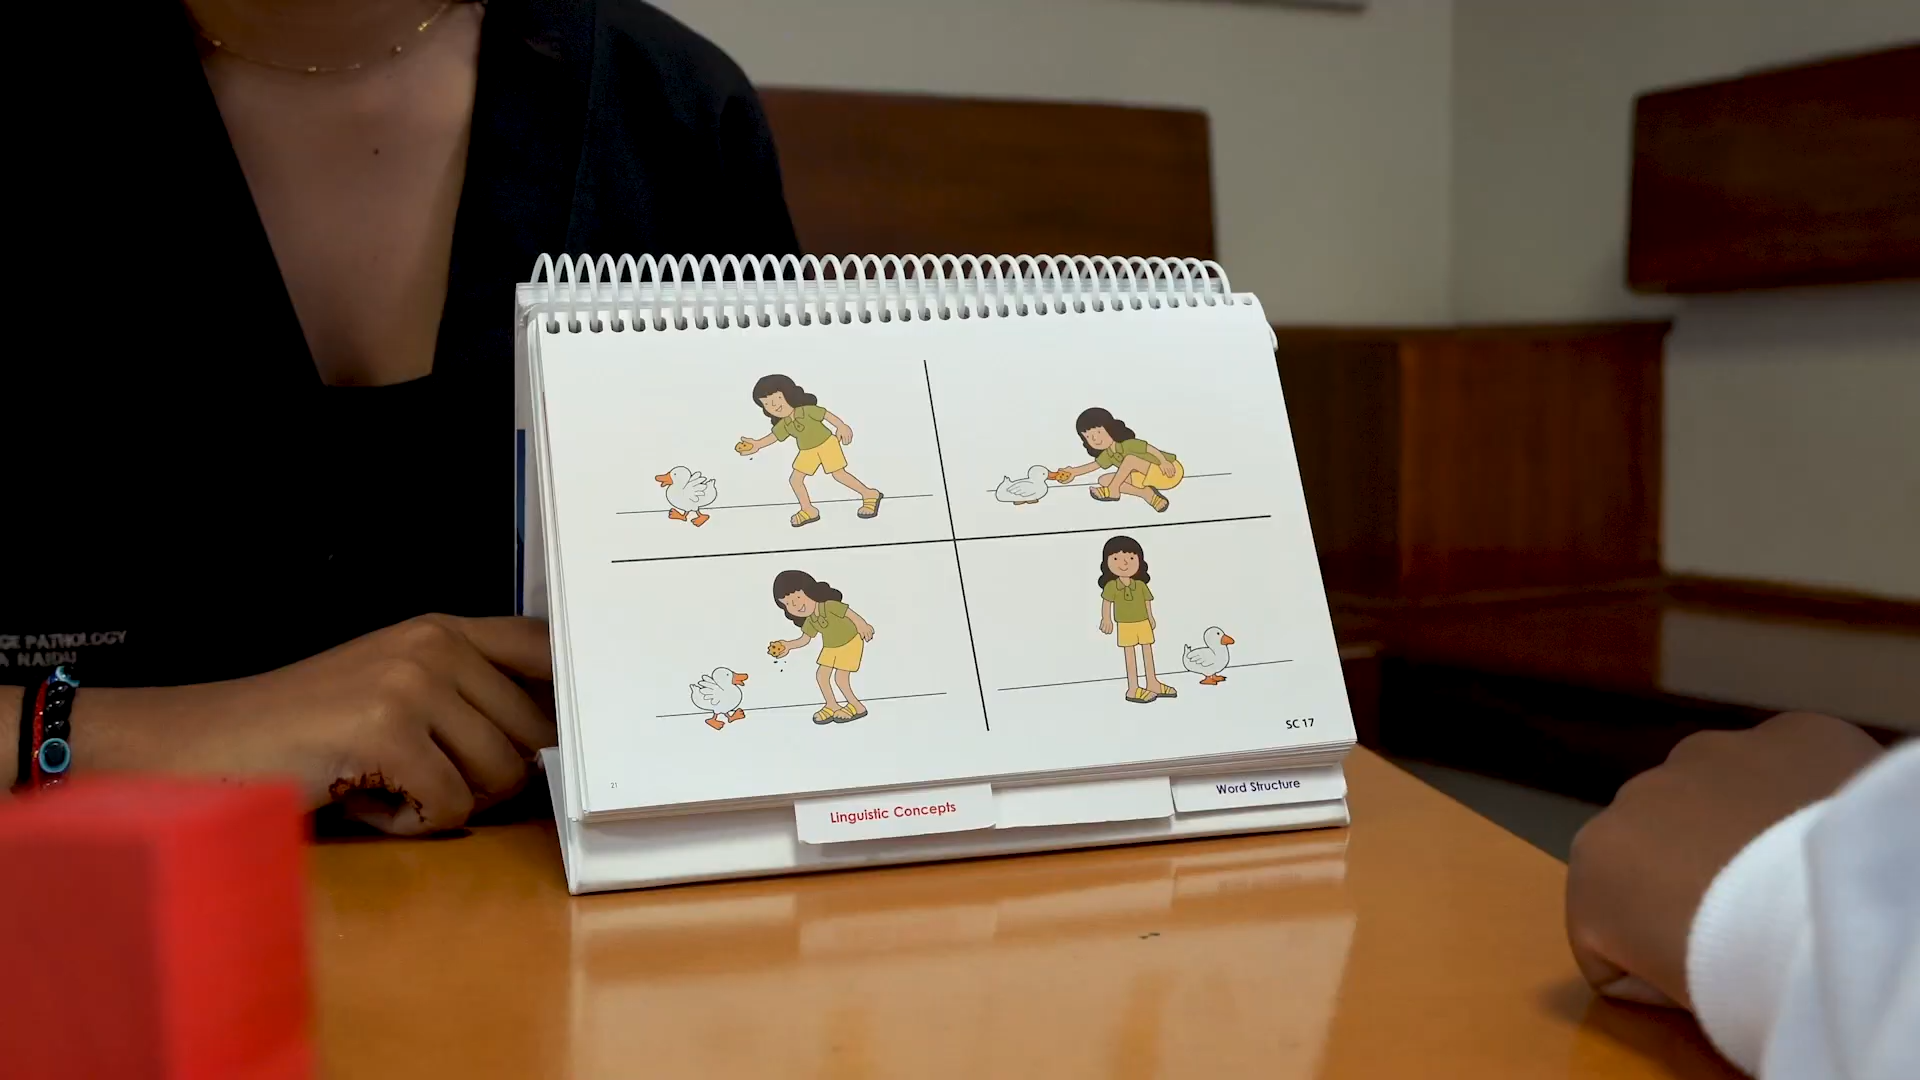 GE PATHOLOGY
A NAIDU
SC 17
21
Linguistic Concepts
Word Structure